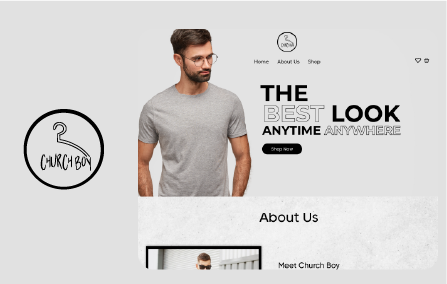 CHURCH BOY
Home About Us Shop
THE
BEST LOOK
ANYTIME ANYWHERE
Shop Now
About Us
Meet Church Boy